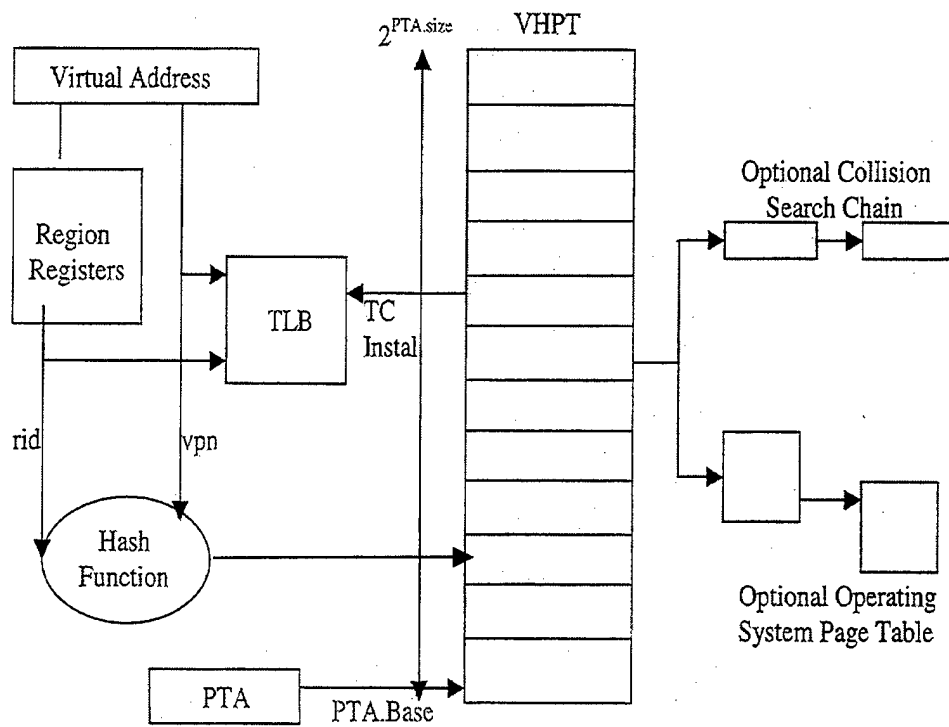 2^PTA.size
VHPT
Virtual Address
Optional Collision
Search Chain
Region
Registers
TLB
TC
Instal
rid
vpn
Hash
Function
Optional Operating
System Page Table
PTA
PTA.Base